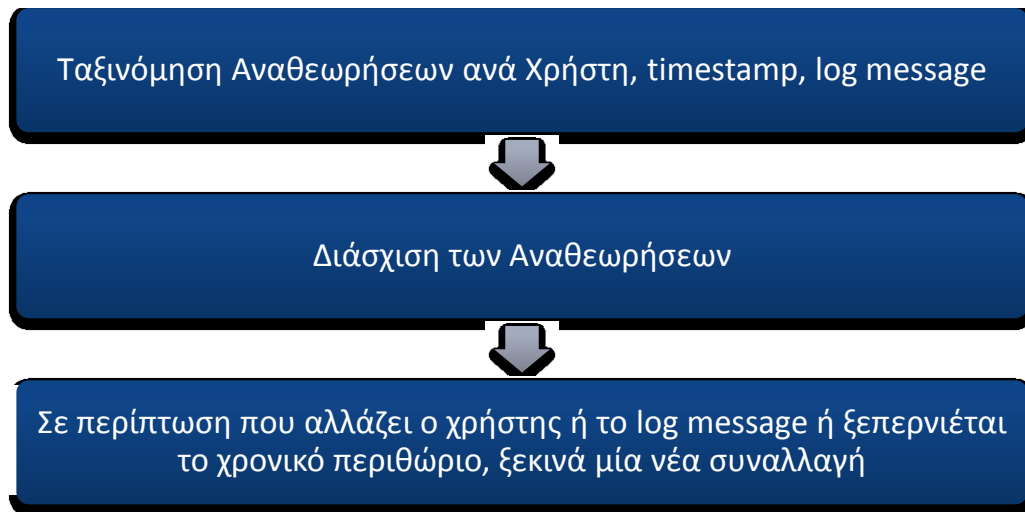 Ταξινόμηση Αναθεωρήσεων ανά Χρήστη, timestamp, log message
Διάσχιση των Αναθεωρήσεων
Σε περίπτωση που αλλάζει ο χρήστης ή το log message ή ξεπερνιέται
το χρονικό περιθώριο, ξεκινά μία νέα συναλλαγή